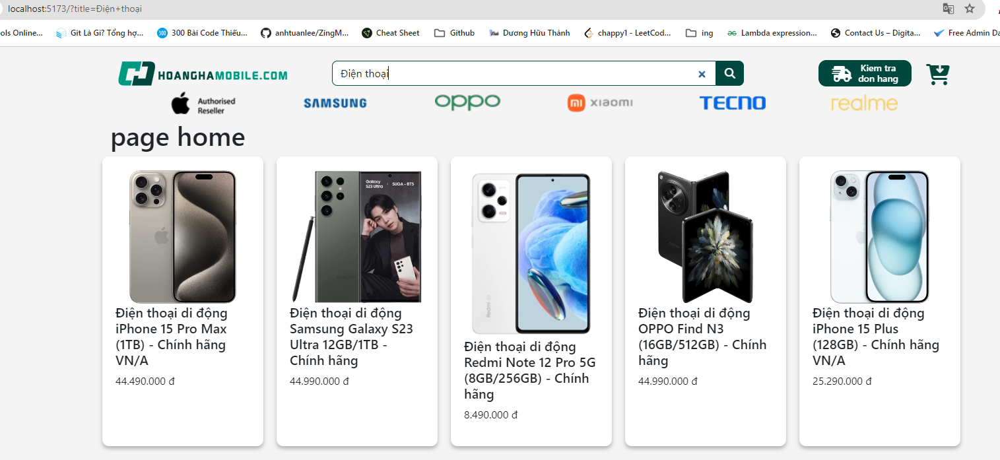 localhost:5173/?title=Điện+thoại
ols Online...
Git Là Gì? Tổng hợ...
300 Bài Code Thiếu...
anhtuanlee/ZingM...
Cheat Sheet
Github
Dương Hữu Thành
chappy1 - LeetCod...
ing
Lambda expression...
Contact Us – Digita...
Free Admin Da
HOANGHAMOBILE.COM
Điện thoại
Kiem tra
don hang
Authorised
Reseller
SAMSUNG
oppo
mi xiaomi
TECNO
realme
page home
Galaxy
S23 Ultra
SUGA - BTS
Redmi
Điện thoại di động
iPhone 15 Pro Max
(1TB) - Chính hãng
VN/A
44.490.000 đ
Điện thoại di động
Samsung Galaxy S23
Ultra 12GB/1TB -
Chính hãng
44.990.000 đ
Điện thoại di động
Redmi Note 12 Pro 5G
(8GB/256GB) - Chính
hãng
8.490.000 đ
Điện thoại di động
OPPO Find N3
(16GB/512GB) - Chính
hãng
44.990.000 đ
Điện thoại di động
iPhone 15 Plus
(128GB) - Chính hãng
VN/A
25.290.000 đ